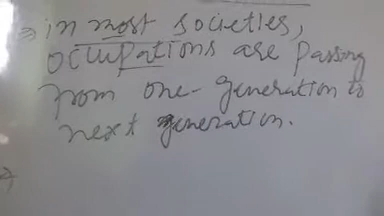 ⇒ in most societies,
occupations are passing
from one-generation to
next generation.